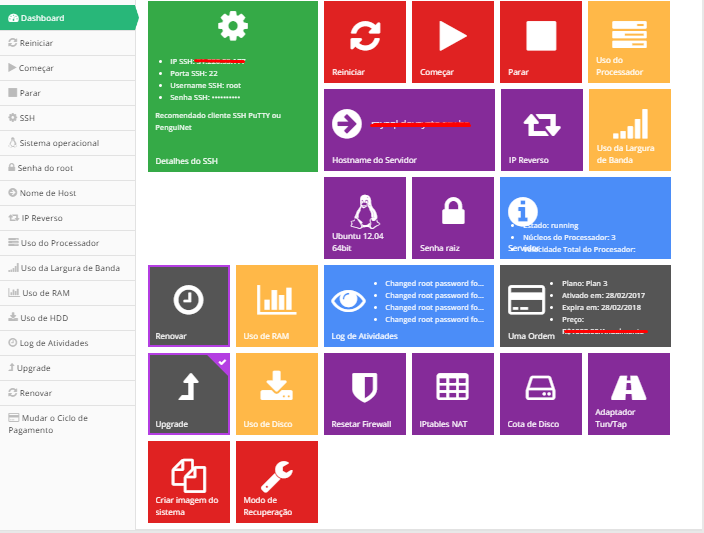 Dashboard
Reiniciar
Começar
Parar
SSH
Sistema operacional
Senha do root
Nome de Host
IP Reverso
Uso do Processador
Uso da Largura de Banda
Uso de RAM
Uso de HDD
Log de Atividades
Upgrade
Renovar
Mudar o Ciclo de
Pagamento
IP SSH:
Porta SSH: 22
Username SSH: root
Senha SSH: ••••••••••
Recomendado cliente SSH PuTTY ou
PenguiNet
Detalhes do SSH
Reiniciar
Começar
Parar
Uso do
Processador
Hostname do Servidor
IP Reverso
Uso da Largura
de Banda
Ubuntu 12.04
64bit
Senha raiz
Estado: running
Núcleos do Processador: 3
Velocidade Total do Procesador:
Servidor
Renovar
Uso de RAM
Changed root password fo...
Changed root password fo...
Changed root password fo...
Changed root password fo...
Log de Atividades
Plano: Plan 3
Ativado em: 28/02/2017
Expira em: 28/02/2018
Preço:
Uma Ordem
Upgrade
Uso de Disco
Resetar Firewall
IPtables NAT
Cota de Disco
Adaptador
Tun/Tap
Criar imagem do
sistema
Modo de
Recuperação